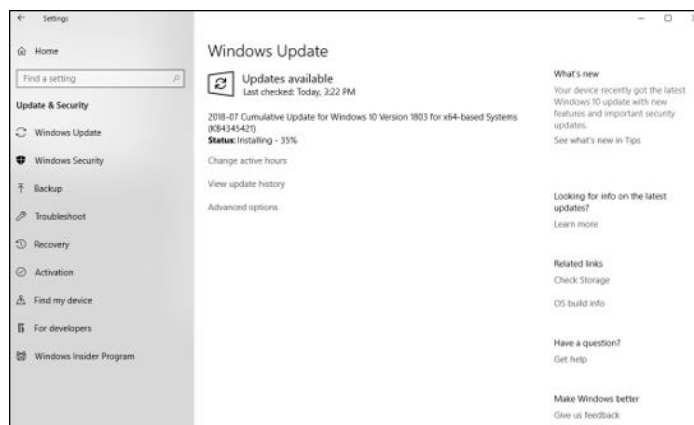 Settings
Home
Find a setting
Update & Security
Windows Update
Windows Security
Backup
Troubleshoot
Recovery
Activation
Find my device
For developers
Windows Insider Program
Windows Update
Updates available
Last checked: Today, 3:22 PM
2018-07 Cumulative Update for Windows 10 Version 1803 for x64-based Systems
(KB4345421)
Status: Installing - 35%
Change active hours
View update history
Advanced options
What's new
Your device recently got the latest
Windows 10 update with new
features and important security
updates.
See what's new in Tips
Looking for info on the latest
updates?
Learn more
Related links
Check Storage
OS build info
Have a question?
Get help
Make Windows better
Give us feedback